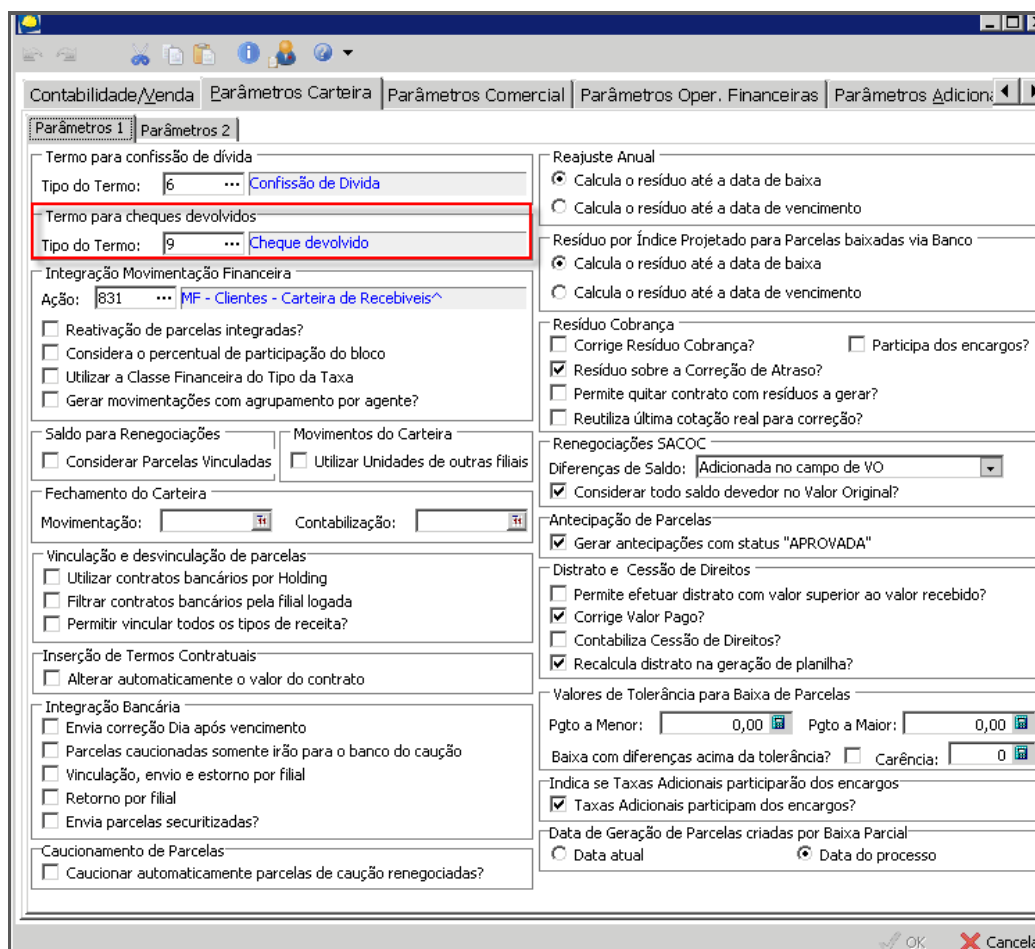 Contabilidade/Venda
Parâmetros Carteira
Parâmetros Comercial
Parâmetros Oper. Financeiras
Parâmetros Adiciona
Parâmetros 1
Parâmetros 2
Termo para confissão de dívida
Tipo do Termo: 6 ... Confissão de Divida
Termo para cheques devolvidos
Tipo do Termo: 9 ... Cheque devolvido
Integração Movimentação Financeira
Ação: 831 ... MF - Clientes - Carteira de Recebiveis^
Reativação de parcelas integradas?
Considera o percentual de participação do bloco
Utilizar a Classe Financeira do Tipo da Taxa
Gerar movimentações com agrupamento por agente?
Saldo para Renegociações
Considerar Parcelas Vinculadas
Movimentos do Carteira
Utilizar Unidades de outras filiais
Fechamento do Carteira
Movimentação:
Contabilização:
Vinculação e desvinculação de parcelas
Utilizar contratos bancários por Holding
Filtrar contratos bancários pela filial logada
Permitir vincular todos os tipos de receita?
Inserção de Termos Contratuais
Alterar automaticamente o valor do contrato
Integração Bancária
Envia correção Dia após vencimento
Parcelas caucionadas somente irão para o banco do caução
Vinculação, envio e estorno por filial
Retorno por filial
Envia parcelas securitizadas?
Caucionamento de Parcelas
Caucionar automaticamente parcelas de caução renegociadas?
Reajuste Anual
Calcula o resíduo até a data de baixa
Calcula o resíduo até a data de vencimento
Resíduo por Índice Projetado para Parcelas baixadas via Banco
Calcula o resíduo até a data de baixa
Calcula o resíduo até a data de vencimento
Resíduo Cobrança
Corrige Resíduo Cobrança?
Participa dos encargos?
Resíduo sobre a Correção de Atraso?
Permite quitar contrato com resíduos a gerar?
Reutiliza última cotação real para correção?
Renegociações SACOC
Diferenças de Saldo: Adicionada no campo de VO
Considerar todo saldo devedor no Valor Original?
Antecipação de Parcelas
Gerar antecipações com status "APROVADA"
Distrato e Cessão de Direitos
Permite efetuar distrato com valor superior ao valor recebido?
Corrige Valor Pago?
Contabiliza Cessão de Direitos?
Recalcula distrato na geração de planilha?
Valores de Tolerância para Baixa de Parcelas
Pgto a Menor: 0,00 Pgto a Maior: 0,00
Baixa com diferenças acima da tolerância? Carência: 0
Indica se Taxas Adicionais participarão dos encargos
Taxas Adicionais participam dos encargos?
Data de Geração de Parcelas criadas por Baixa Parcial
Data atual
Data do processo
OK
Cancela